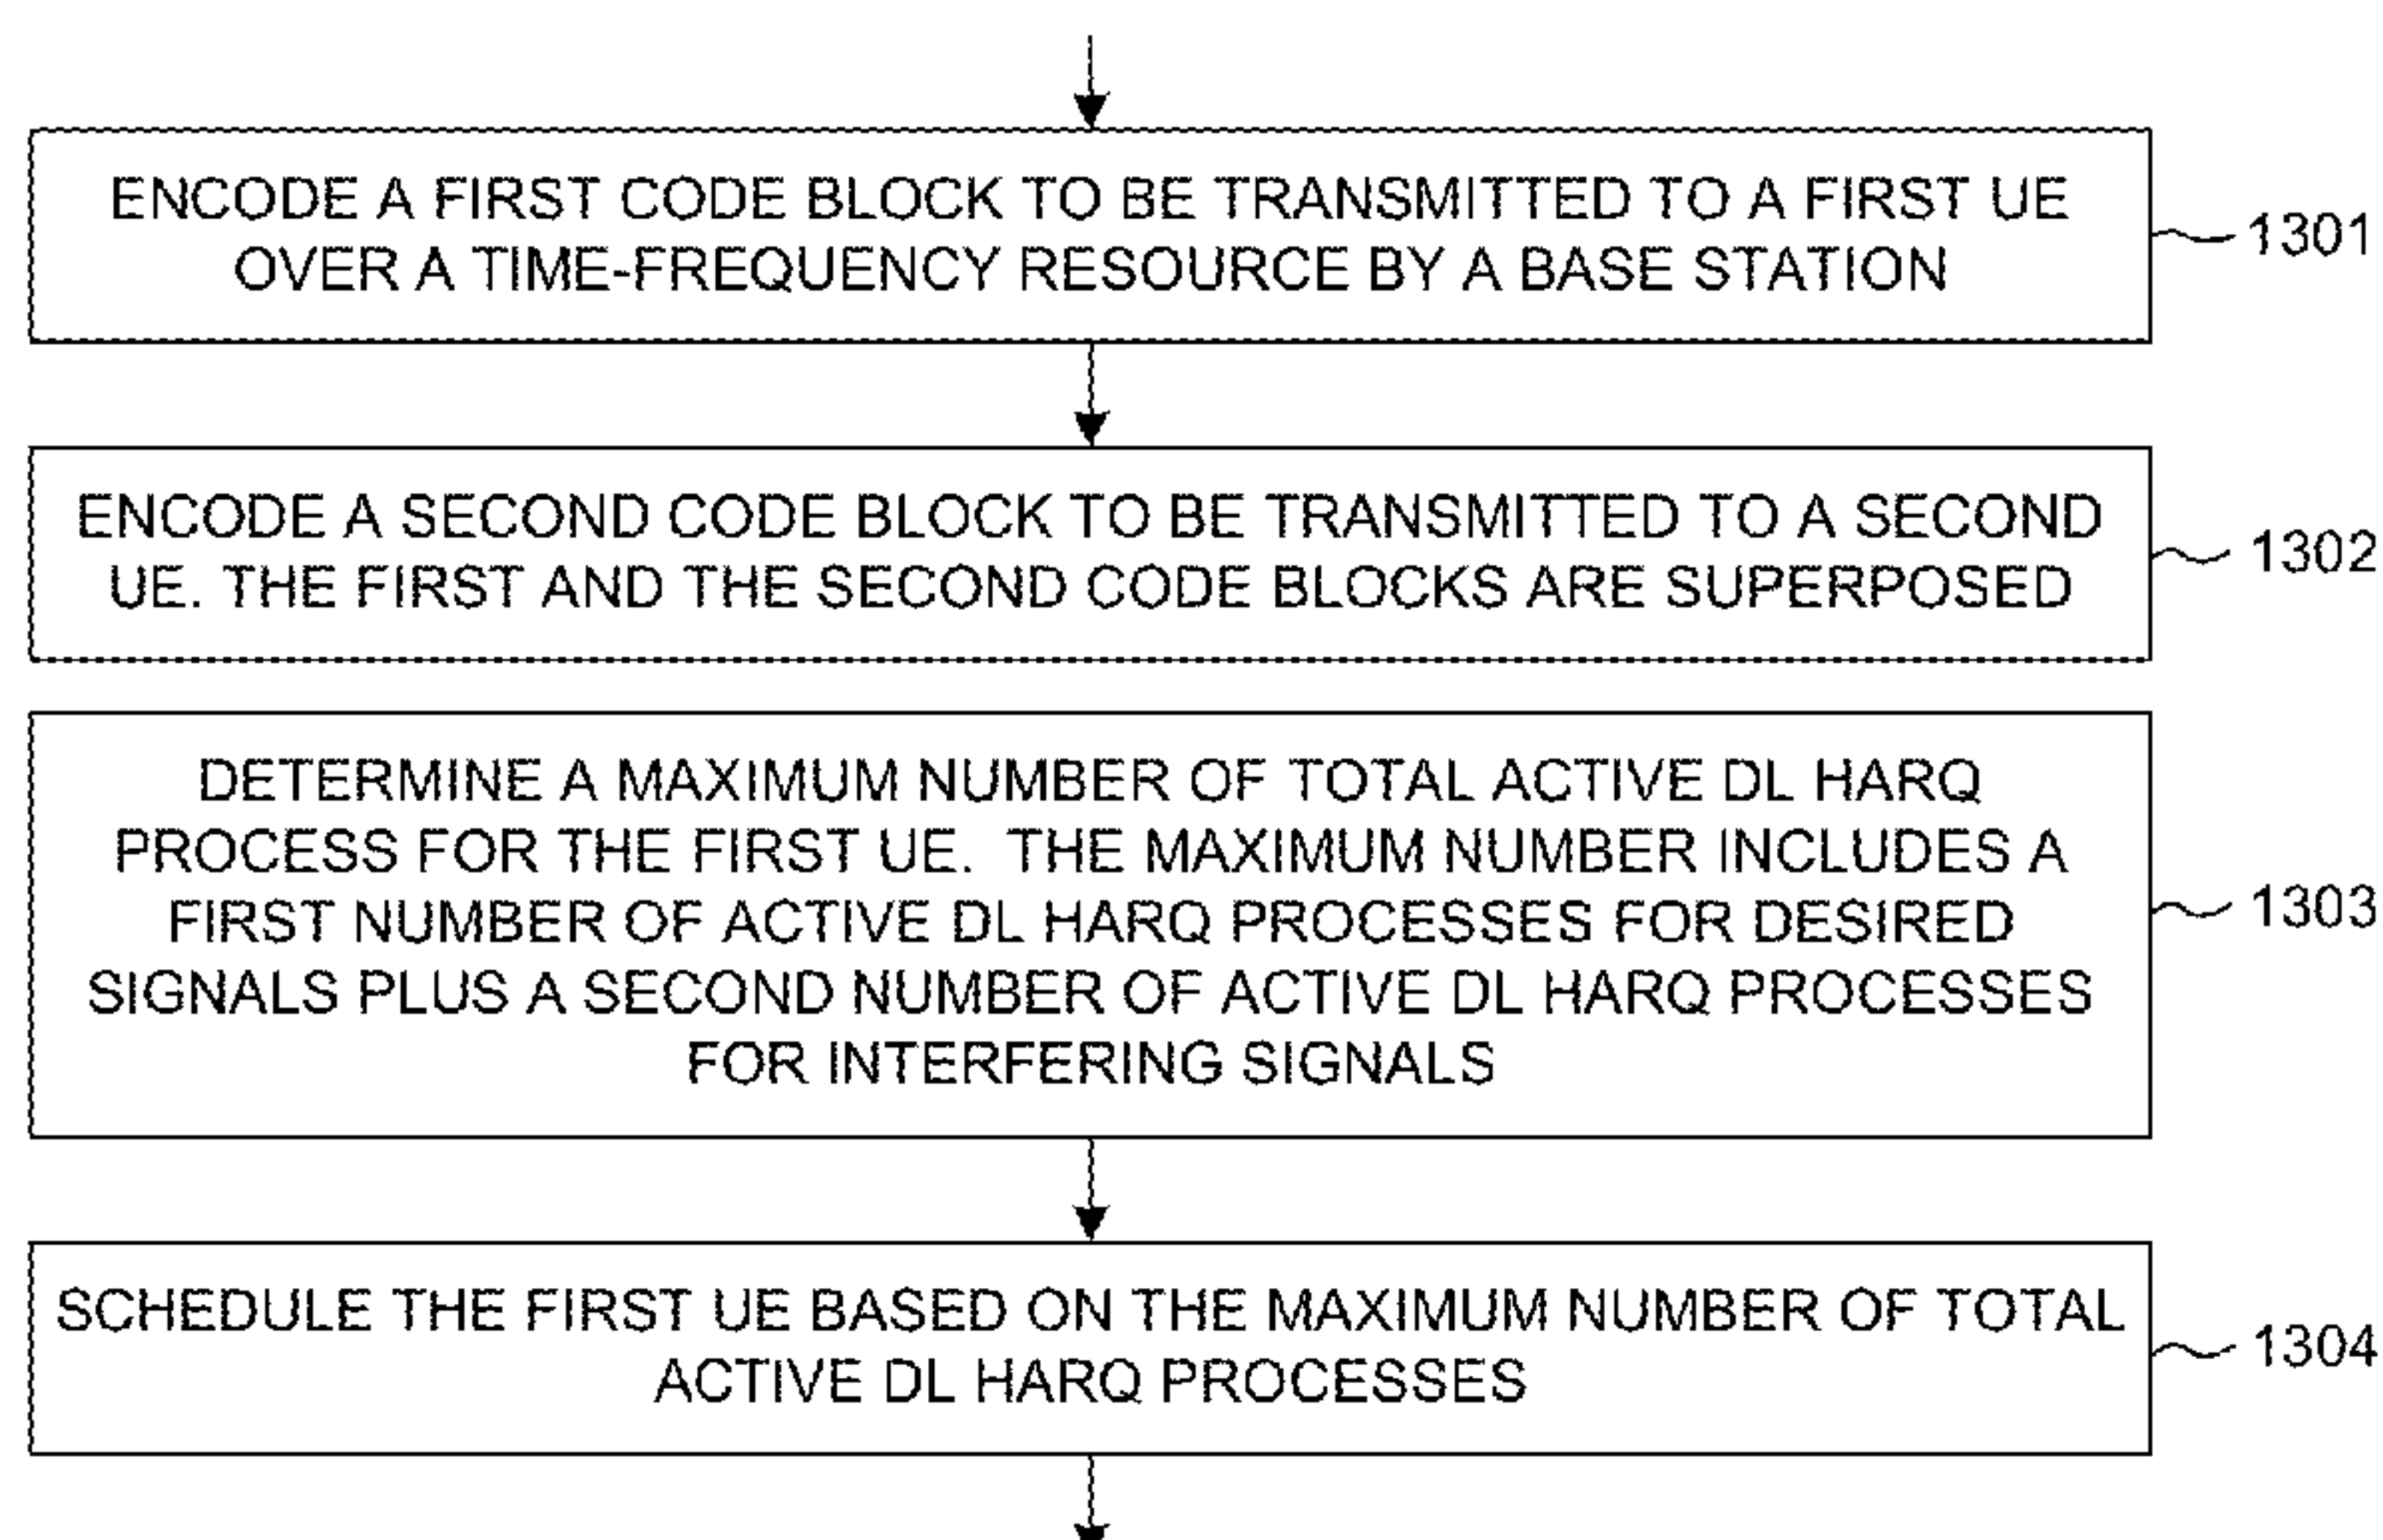 ENCODE A FIRST CODE BLOCK TO BE TRANSMITTED TO A FIRST UE
OVER A TIME-FREQUENCY RESOURCE BY A BASE STATION
1301
ENCODE A SECOND CODE BLOCK TO BE TRANSMITTED TO A SECOND
UE. THE FIRST AND THE SECOND CODE BLOCKS ARE SUPERPOSED
1302
DETERMINE A MAXIMUM NUMBER OF TOTAL ACTIVE DL HARQ
PROCESS FOR THE FIRST UE. THE MAXIMUM NUMBER INCLUDES A
FIRST NUMBER OF ACTIVE DL HARQ PROCESSES FOR DESIRED
SIGNALS PLUS A SECOND NUMBER OF ACTIVE DL HARQ PROCESSES
FOR INTERFERING SIGNALS
1303
SCHEDULE THE FIRST UE BASED ON THE MAXIMUM NUMBER OF TOTAL
ACTIVE DL HARQ PROCESSES
1304